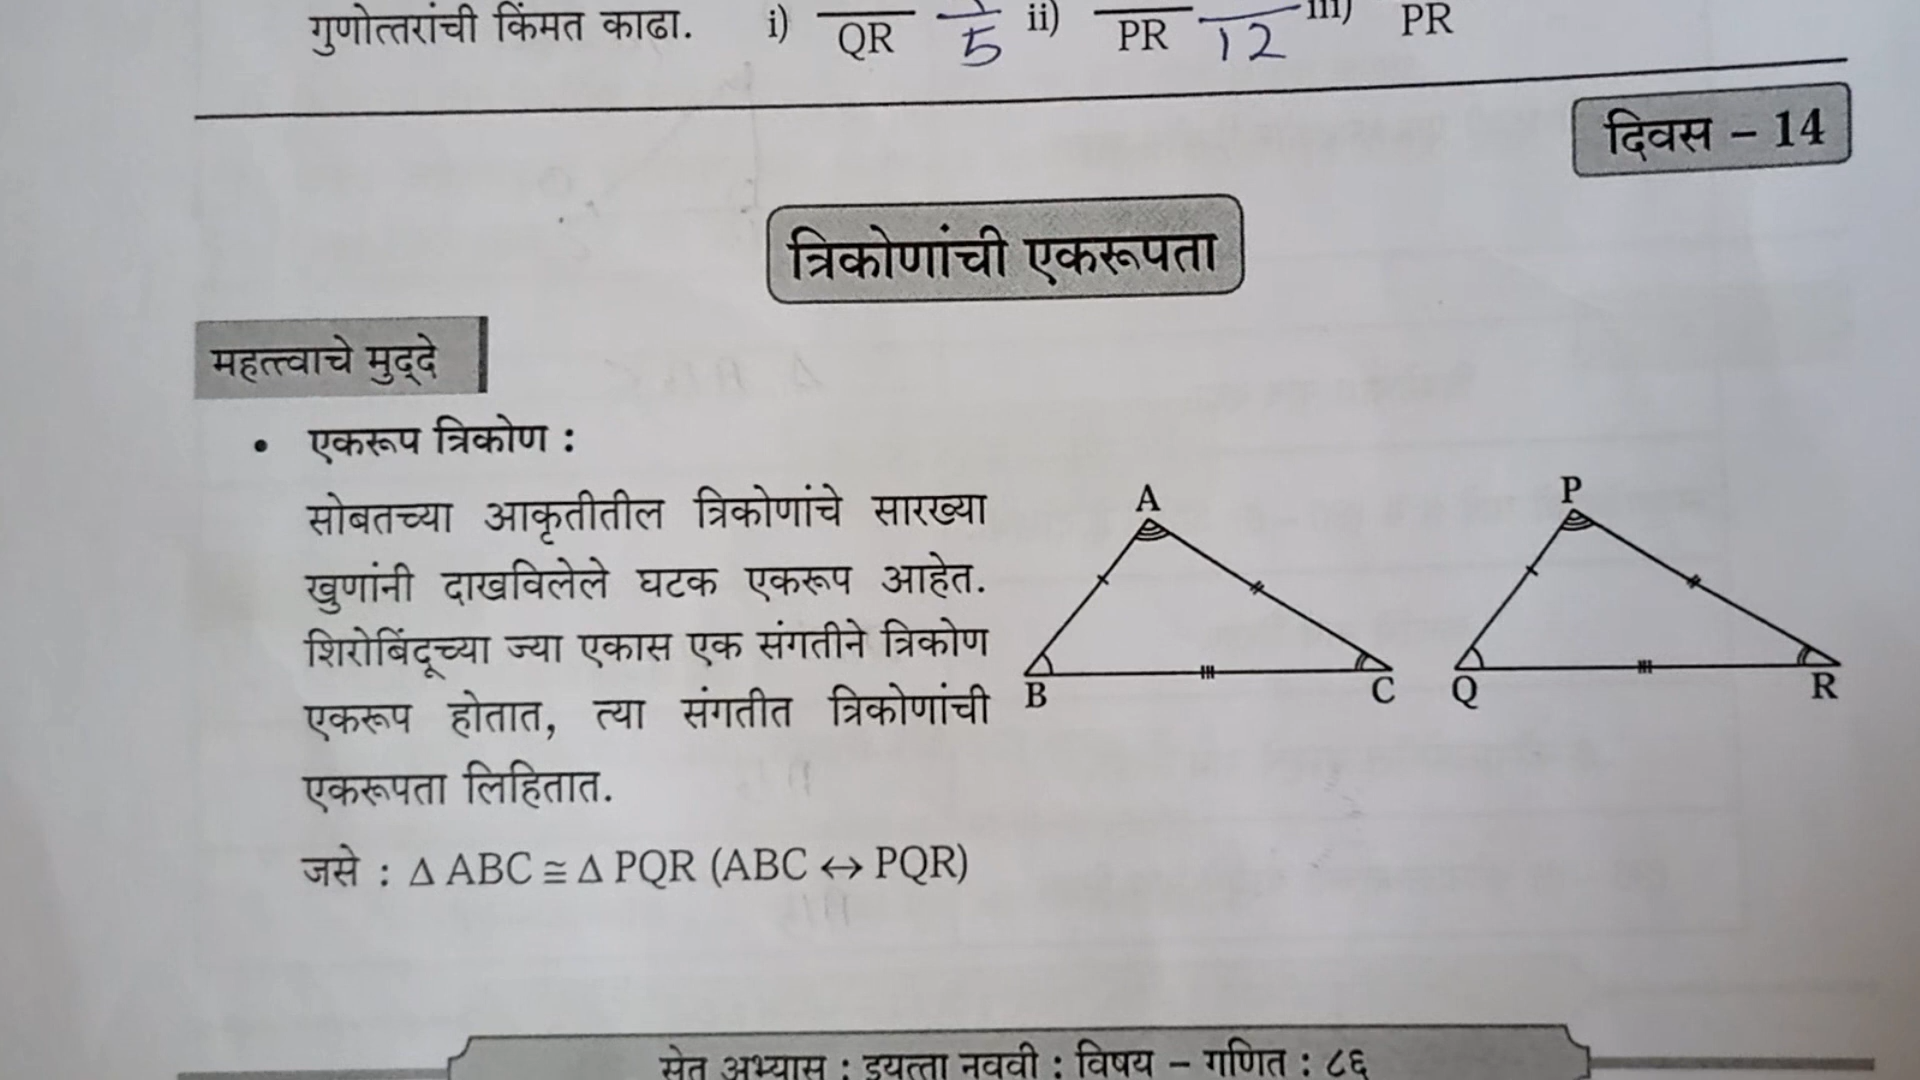 गुणोत्तरांची किंमत काढा. i) QR 5 ii) PR 12 iii) PR
दिवस – 14
त्रिकोणांची एकरूपता
महत्त्वाचे मुद्‌दे
• एकरूप त्रिकोण :
सोबतच्या आकृतीतील त्रिकोणांचे सारख्या
खुणांनी दाखविलेले घटक एकरूप आहेत.
शिरोबिंदूच्या ज्या एकास एक संगतीने त्रिकोण
एकरूप होतात, त्या संगतीत त्रिकोणांची
एकरूपता लिहितात.
जसे : Δ ABC ≅ Δ PQR (ABC ↔ PQR)
A
B C
P
Q R
सेतू अभ्यास : इयत्ता नववी : विषय – गणित : ८६